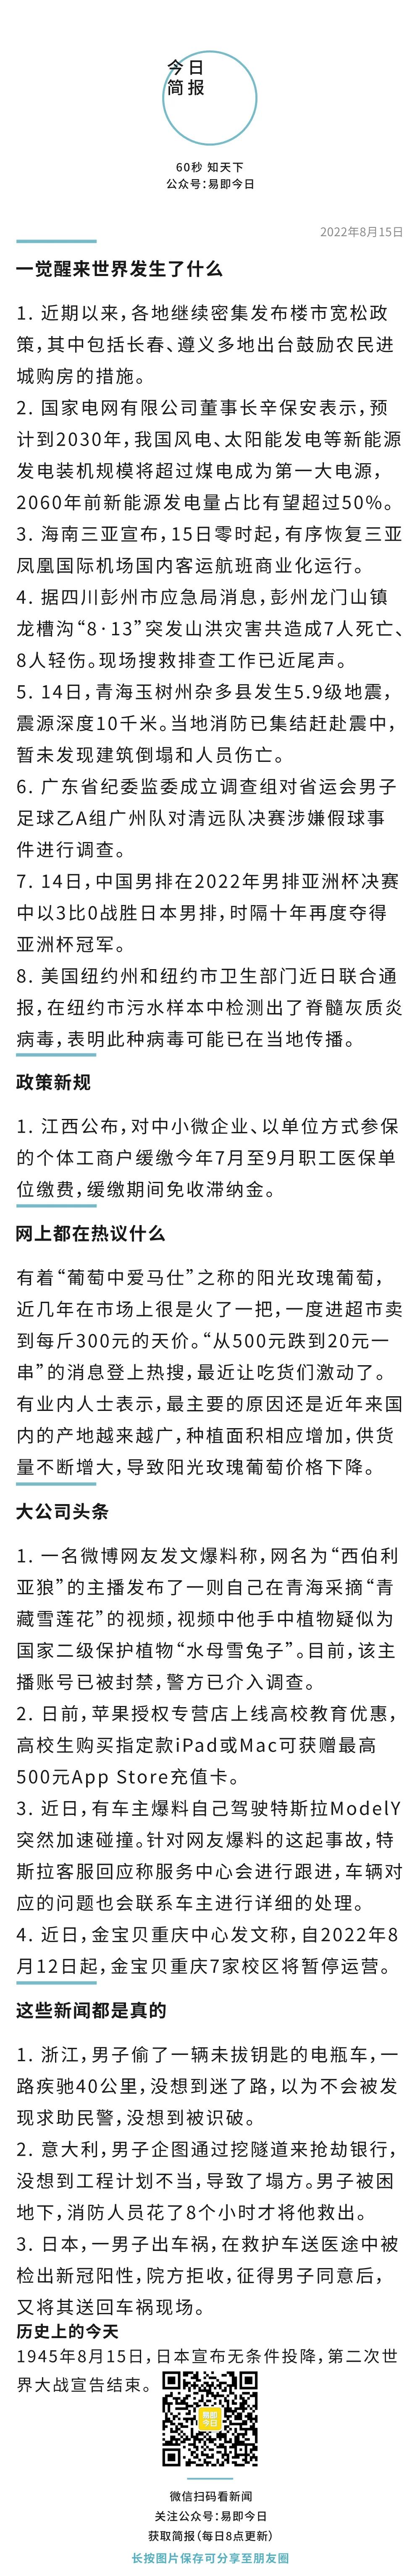 今日
简报
60秒 知天下
公众号：易即今日
2022年8月15日
一觉醒来世界发生了什么
1. 近期以来，各地继续密集发布楼市宽松政
策，其中包括长春、遵义多地出台鼓励农民进
城购房的措施。
2. 国家电网有限公司董事长辛保安表示，预
计到2030年，我国风电、太阳能发电等新能源
发电装机规模将超过煤电成为第一大电源，
2060年前新能源发电量占比有望超过50%。
3. 海南三亚宣布，15日零时起，有序恢复三亚
凤凰国际机场国内客运航班商业化运行。
4. 据四川彭州市应急局消息，彭州龙门山镇
龙槽沟“8·13”突发山洪灾害共造成7人死亡、
8人轻伤。现场搜救排查工作已近尾声。
5. 14日，青海玉树州杂多县发生5.9级地震，
震源深度10千米。当地消防已集结赶赴震中，
暂未发现建筑倒塌和人员伤亡。
6. 广东省纪委监委成立调查组对省运会男子
足球乙A组广州队对清远队决赛涉嫌假球事
件进行调查。
7. 14日，中国男排在2022年男排亚洲杯决赛
中以3比0战胜日本男排，时隔十年再度夺得
亚洲杯冠军。
8. 美国纽约州和纽约市卫生部门近日联合通
报，在纽约市污水样本中检测出了脊髓灰质炎
病毒，表明此种病毒可能已在当地传播。
政策新规
1. 江西公布，对中小微企业、以单位方式参保
的个体工商户缓缴今年7月至9月职工医保单
位缴费，缓缴期间免收滞纳金。
网上都在热议什么
有着“葡萄中爱马仕”之称的阳光玫瑰葡萄，
近几年在市场上很是火了一把，一度进超市卖
到每斤300元的天价。“从500元跌到20元一
串”的消息登上热搜，最近让吃货们激动了。
有业内人士表示，最主要的原因还是近年来国
内的产地越来越广，种植面积相应增加，供货
量不断增大，导致阳光玫瑰葡萄价格下降。
大公司头条
1. 一名微博网友发文爆料称，网名为“西伯利
亚狼”的主播发布了一则自己在青海采摘“青
藏雪莲花”的视频，视频中他手中植物疑似为
国家二级保护植物“水母雪兔子”。目前，该主
播账号已被封禁，警方已介入调查。
2. 日前，苹果授权专营店上线高校教育优惠，
高校生购买指定款iPad或Mac可获赠最高
500元App Store充值卡。
3. 近日，有车主爆料自己驾驶特斯拉ModelY
突然加速碰撞。针对网友爆料的这起事故，特
斯拉客服回应称服务中心会进行跟进，车辆对
应的问题也会联系车主进行详细的处理。
4. 近日，金宝贝重庆中心发文称，自2022年8
月12日起，金宝贝重庆7家校区将暂停运营。
这些新闻都是真的
1. 浙江，男子偷了一辆未拔钥匙的电瓶车，一
路疾驰40公里，没想到迷了路，以为不会被发
现求助民警，没想到被识破。
2. 意大利，男子企图通过挖隧道来抢劫银行，
没想到工程计划不当，导致了塌方。男子被困
地下，消防人员花了8个小时才将他救出。
3. 日本，一男子出车祸，在救护车送医途中被
检出新冠阳性，院方拒收，征得男子同意后，
又将其送回车祸现场。
历史上的今天
1945年8月15日，日本宣布无条件投降，第二次世
界大战宣告结束。
易即
今日
微信扫码看新闻
关注公众号：易即今日
获取简报（每日8点更新）
长按图片保存可分享至朋友圈